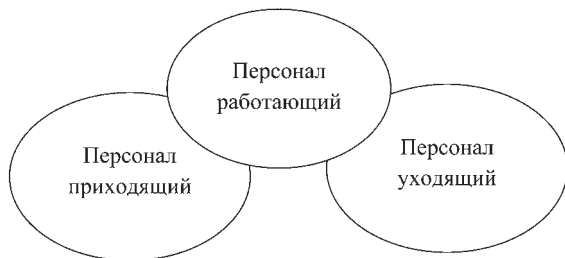 Персонал
работающий
Персонал
приходящий
Персонал
уходящий